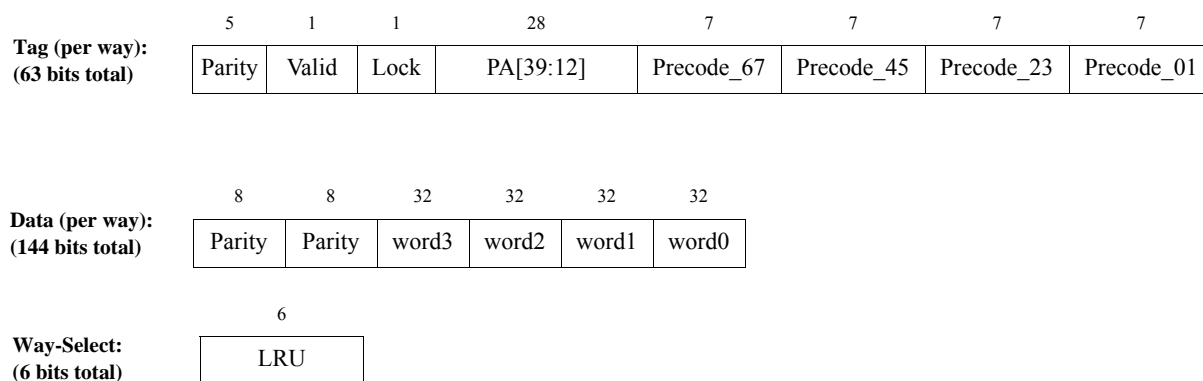 5 1 1 28 7 7 7 7
Tag (per way):
(63 bits total)
Parity Valid Lock PA[39:12] Precode_67 Precode_45 Precode_23 Precode_01
8 8 32 32 32 32
Data (per way):
(144 bits total)
Parity Parity word3 word2 word1 word0
6
Way-Select:
(6 bits total)
LRU